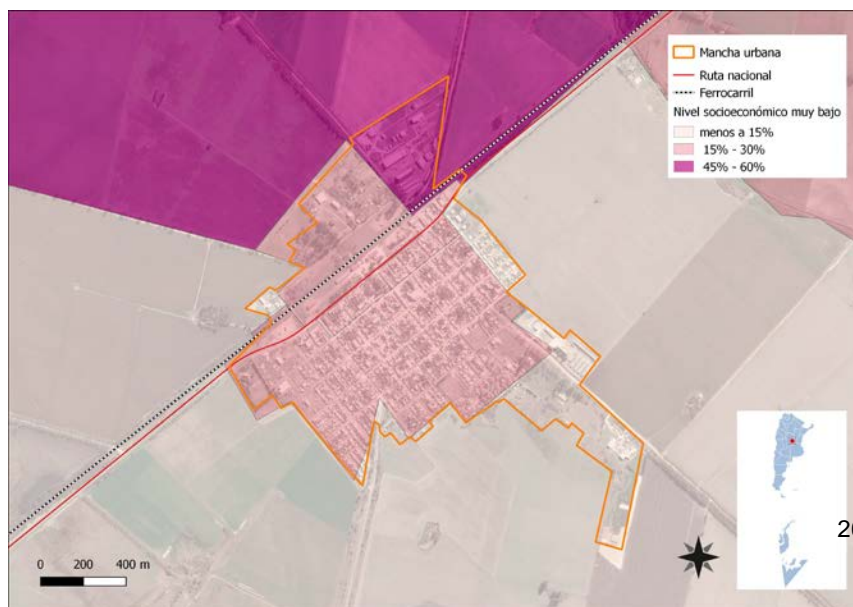 Mancha urbana
Ruta nacional
Ferrocarril
Nivel socioeconómico muy bajo
menos a 15%
15% - 30%
45% - 60%
0 200 400 m